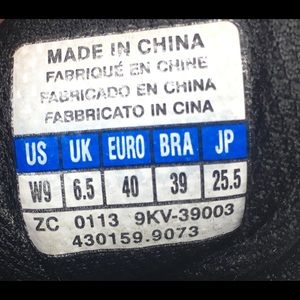 MADE IN CHINA
FABRIQUÉ EN CHINE
FABRICADO EN CHINA
FABBRICATO IN CINA
US UK EURO BRA JP
W9 6.5 40 39 25.5
ZC 0113 9KV-39003
430159.9073